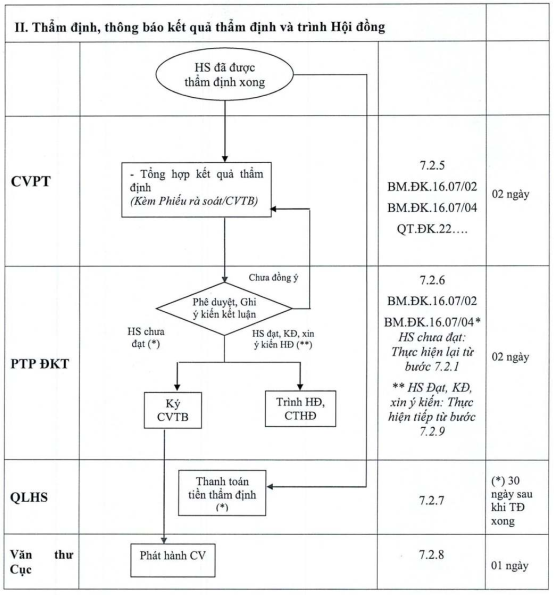 II. Thẩm định, thông báo kết quả thẩm định và trình Hội đồng
HS đã được
thẩm định xong
CVPT
- Tổng hợp kết quả thẩm
định
(Kèm Phiếu rà soát/CVTB)
7.2.5
BM.ĐK.16.07/02
BM.ĐK.16.07/04
QT.ĐK.22….
02 ngày
PTP ĐKT
Chưa đồng ý
Phê duyệt, Ghi
ý kiến kết luận
HS chưa
đạt (*)
HS đạt, KĐ, xin
ý kiến HĐ (**)
Ký
CVTB
Trình HĐ,
CTHĐ
7.2.6
BM.ĐK.16.07/02
BM.ĐK.16.07/04*
HS chưa đạt:
Thực hiện lại từ
bước 7.2.1
** HS Đạt, KĐ,
xin ý kiến: Thực
hiện tiếp từ bước
7.2.9
02 ngày
QLHS
Thanh toán
tiền thẩm định
(*)
7.2.7
(*) 30
ngày sau
khi TĐ
xong
Văn thư
Cục
Phát hành CV
7.2.8
01 ngày